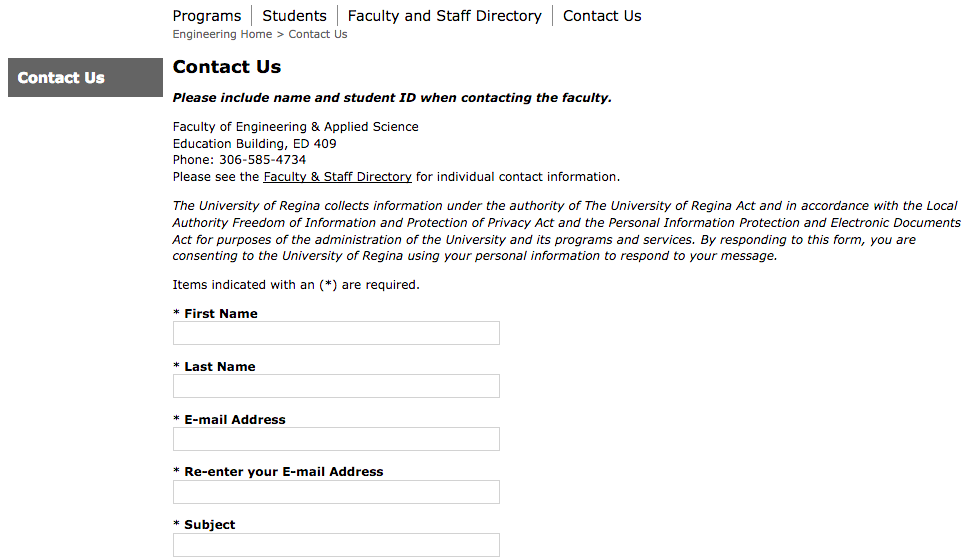 Programs Students Faculty and Staff Directory Contact Us
Engineering Home > Contact Us
Contact Us
Contact Us
Please include name and student ID when contacting the faculty.
Faculty of Engineering & Applied Science
Education Building, ED 409
Phone: 306-585-4734
Please see the Faculty & Staff Directory for individual contact information.
The University of Regina collects information under the authority of The University of Regina Act and in accordance with the Local
Authority Freedom of Information and Protection of Privacy Act and the Personal Information Protection and Electronic Documents
Act for purposes of the administration of the University and its programs and services. By responding to this form, you are
consenting to the University of Regina using your personal information to respond to your message.
Items indicated with an (*) are required.
* First Name
* Last Name
* E-mail Address
* Re-enter your E-mail Address
* Subject